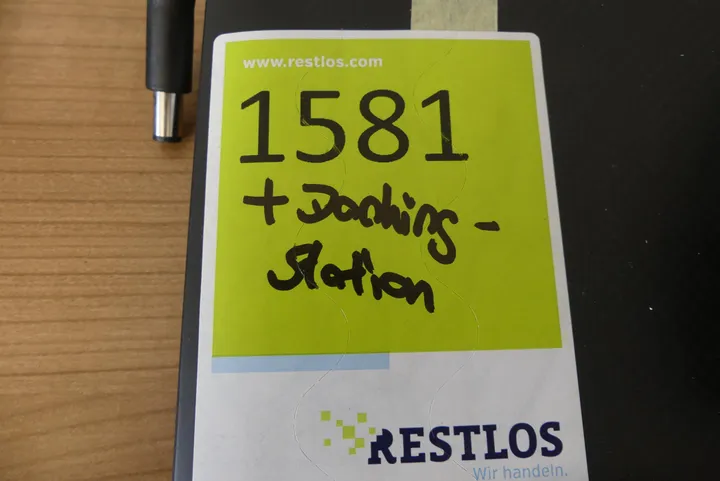 www.restlos.com
1581
+ Docking-
Station
RESTLOS
Wir handeln.